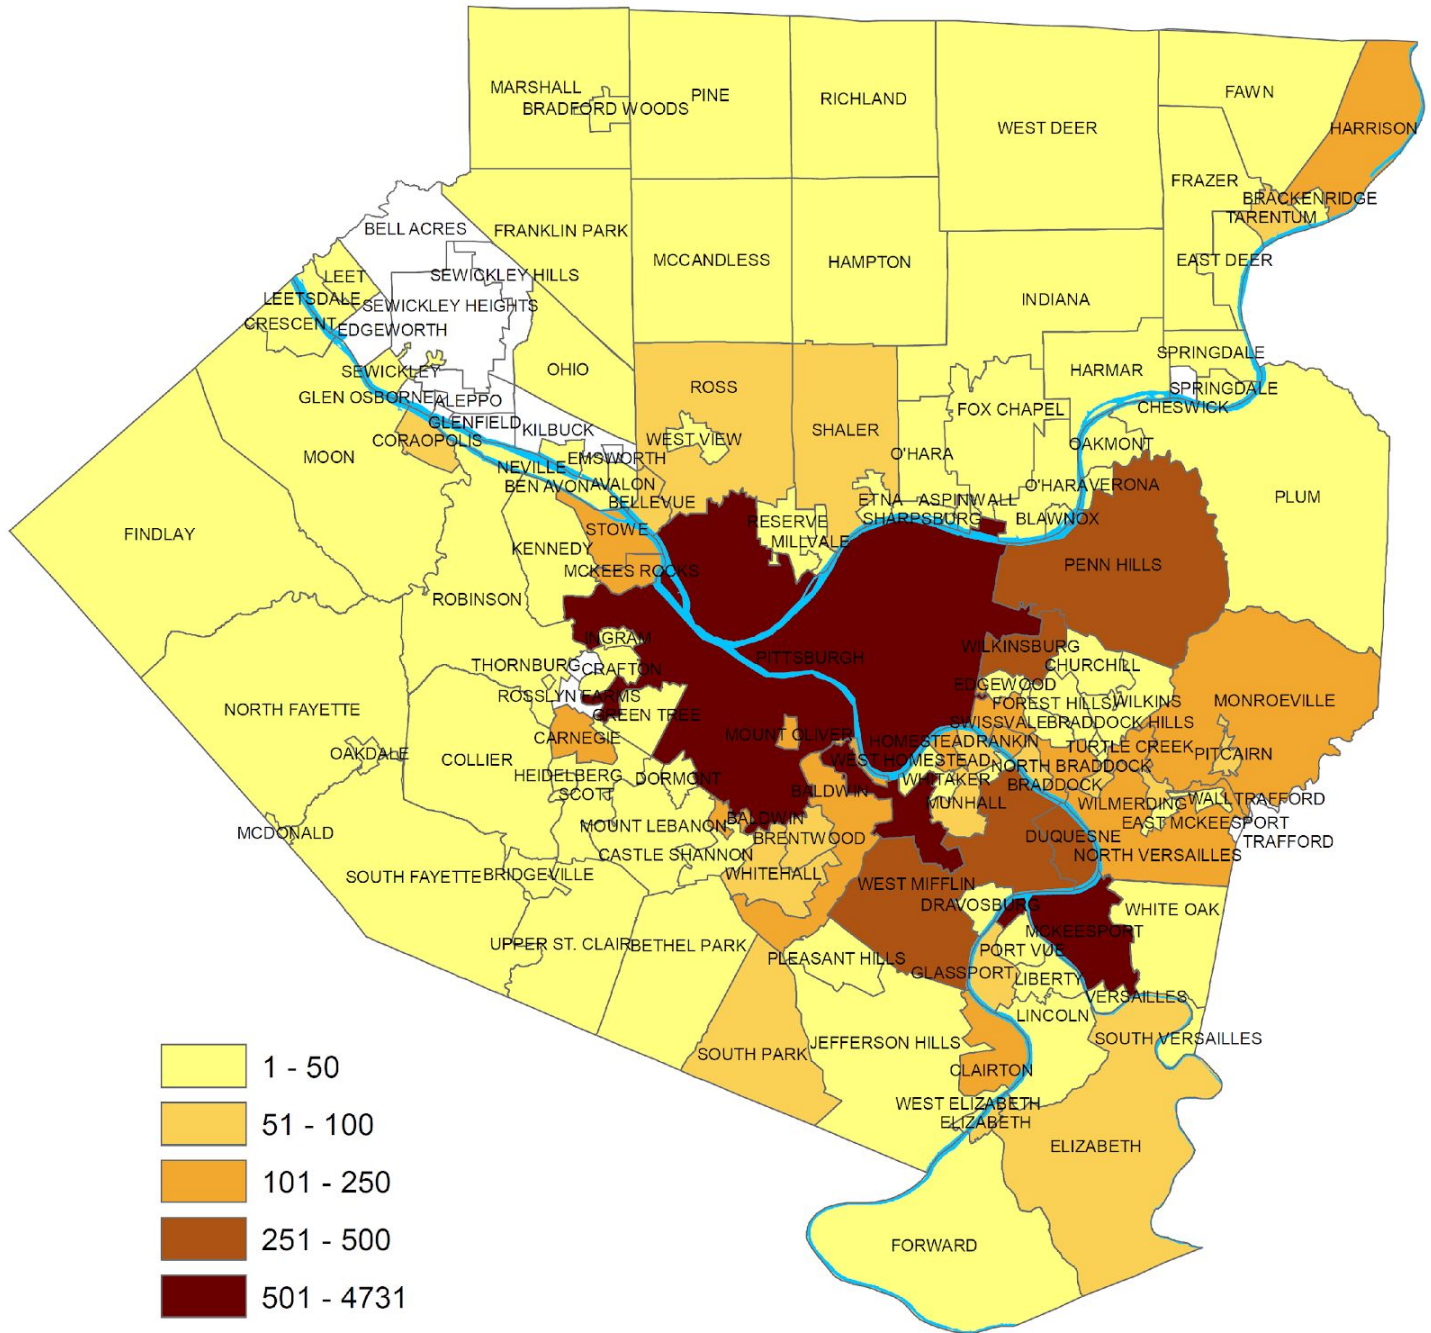 MARSHALL
BRADFORD WOODS
PINE
RICHLAND
WEST DEER
FAWN
HARRISON
FRAZER
BRACKENRIDGE
TARENTUM
BELL ACRES
FRANKLIN PARK
MCCANDLESS
HAMPTON
EAST DEER
LEET
SEWICKLEY HILLS
LEETSDALE
SEWICKLEY HEIGHTS
INDIANA
CRESCENT
EDGEWORTH
SEWICKLEY
OHIO
ROSS
HARMAR
SPRINGDALE
SPRINGDALE
GLEN OSBORNE
ALEPPO
CHESWICK
FOX CHAPEL
GLENFIELD
KILBUCK
SHALER
CORAOPOLIS
WEST VIEW
OAKMONT
MOON
EMSWORTH
O'HARA
NEVILLE
BEN AVON
AVALON
O'HARA
VERONA
BELLEVUE
ETNA
ASPINWALL
PLUM
FINDLAY
STOWE
RESERVE
SHARPSBURG
BLAWNOX
KENNEDY
MILLVALE
MCKEES ROCKS
PENN HILLS
ROBINSON
INGRAM
PITTSBURGH
WILKINSBURG
THORNBURG
CRAFTON
CHURCHILL
ROSSLYN FARMS
EDGEWOOD
NORTH FAYETTE
GREEN TREE
FOREST HILLS
WILKINS
MONROEVILLE
CARNEGIE
MOUNT OLIVER
SWISSVALE
BRADDOCK HILLS
OAKDALE
COLLIER
HOMESTEAD
RANKIN
TURTLE CREEK
PITCAIRN
WEST HOMESTEAD
NORTH BRADDOCK
HEIDELBERG
DORMONT
WHITAKER
BRADDOCK
SCOTT
BALDWIN
MUNHALL
WILMERDING
WALL
TRAFFORD
MCDONALD
MOUNT LEBANON
BALDWIN
EAST MCKEESPORT
BRENTWOOD
DUQUESNE
TRAFFORD
CASTLE SHANNON
NORTH VERSAILLES
SOUTH FAYETTE
BRIDGEVILLE
WHITEHALL
WEST MIFFLIN
DRAVOSBURG
WHITE OAK
MCKEESPORT
UPPER ST. CLAIR
BETHEL PARK
PORT VUE
PLEASANT HILLS
GLASSPORT
LIBERTY
VERSAILLES
LINCOLN
JEFFERSON HILLS
SOUTH VERSAILLES
SOUTH PARK
CLAIRTON
WEST ELIZABETH
ELIZABETH
ELIZABETH
FORWARD
1 - 50
51 - 100
101 - 250
251 - 500
501 - 4731